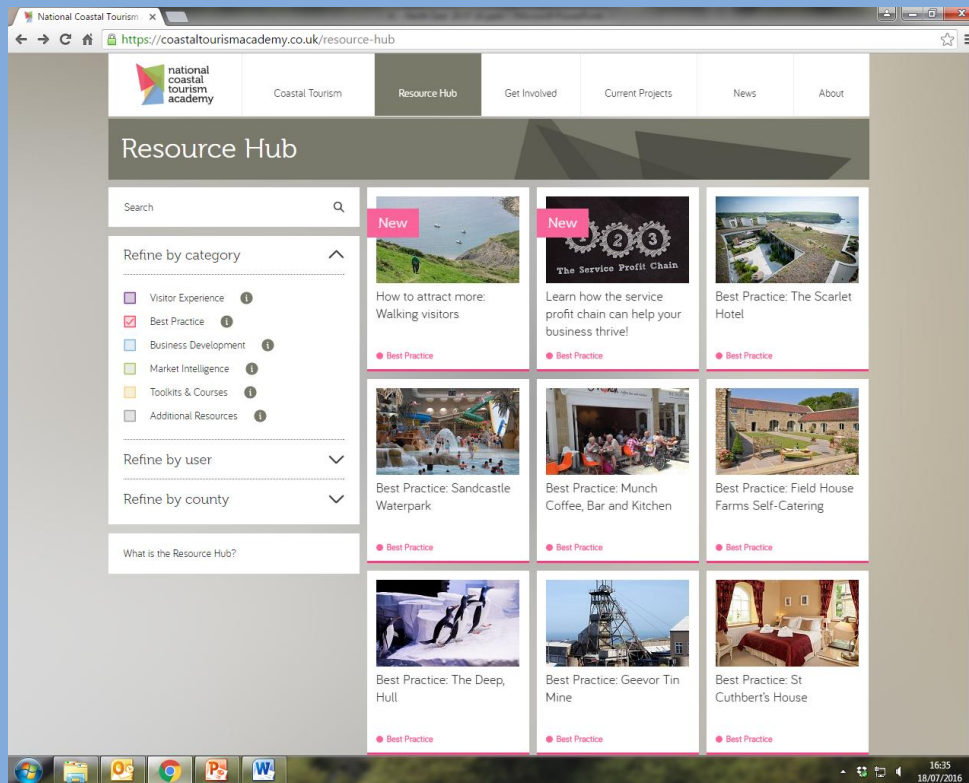 National Coastal Tourism
https://coastaltourismacademy.co.uk/resource-hub
national
coastal
tourism
academy
Coastal Tourism
Resource Hub
Get Involved
Current Projects
News
About
Resource Hub
Search
Refine by category
Visitor Experience
Best Practice
Business Development
Market Intelligence
Toolkits & Courses
Additional Resources
Refine by user
Refine by county
What is the Resource Hub?
New
How to attract more:
Walking visitors
Best Practice
New
1 2 3
The Service Profit Chain
Learn how the service
profit chain can help your
business thrive!
Best Practice
Best Practice: The Scarlet
Hotel
Best Practice
Best Practice: Sandcastle
Waterpark
Best Practice
Best Practice: Munch
Coffee, Bar and Kitchen
Best Practice
Best Practice: Field House
Farms Self-Catering
Best Practice
Best Practice: The Deep,
Hull
Best Practice
Best Practice: Geevor Tin
Mine
Best Practice
Best Practice: St
Cuthbert's House
Best Practice
16:35
18/07/2016